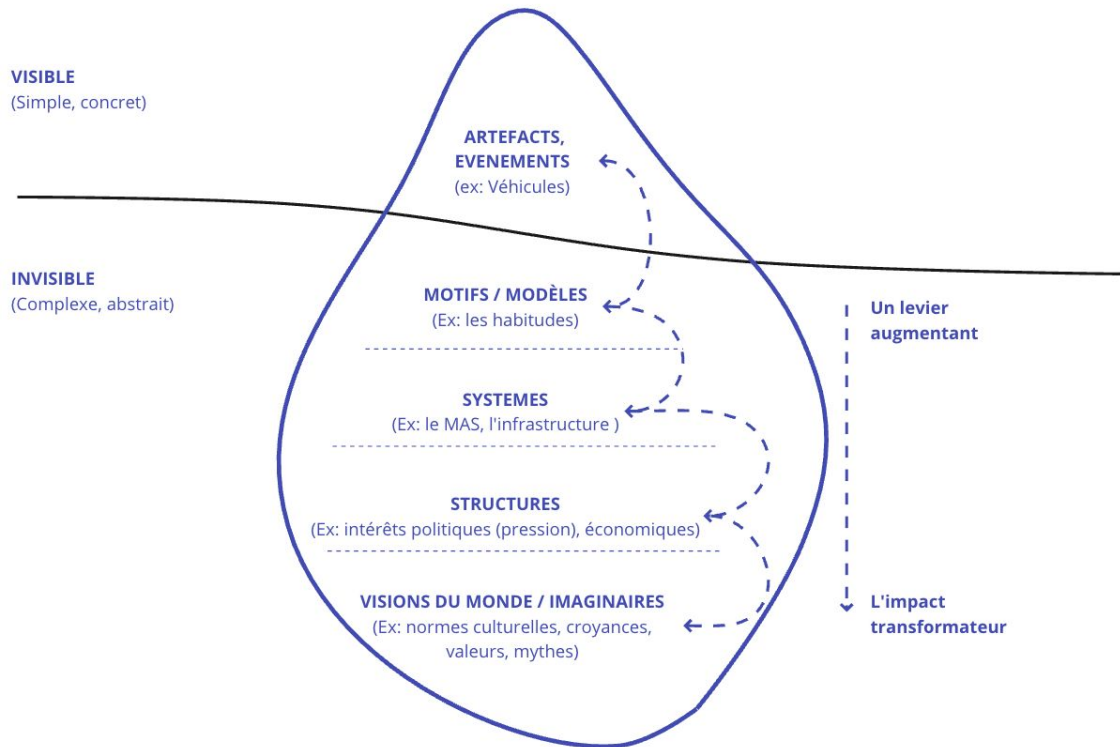 VISIBLE
(Simple, concret)
ARTEFACTS,
EVENEMENTS
(ex: Véhicules)
INVISIBLE
(Complexe, abstrait)
MOTIFS / MODÈLES
(Ex: les habitudes)
Un levier
augmentant
SYSTEMES
(Ex: le MAS, l'infrastructure )
STRUCTURES
(Ex: intérêts politiques (pression), économiques)
VISIONS DU MONDE / IMAGINAIRES
(Ex: normes culturelles, croyances,
valeurs, mythes)
L'impact
transformateur